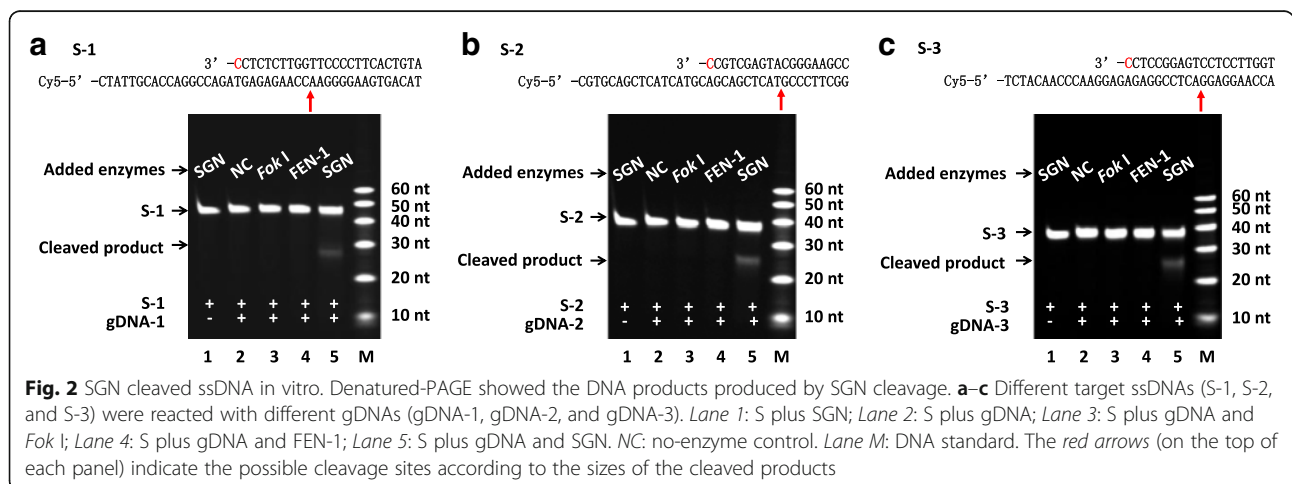 a S-1
3' -CCTCTCTTGGTTCCCCTTCACTGTA
Cy5-5' -CTATTGCACCAGGCCAGATGAGAGAACCAAGGGGAAGTGACAT
Added enzymes
SGN NC Fok I FEN-1 SGN
60 nt
50 nt
S-1
40 nt
Cleaved product
30 nt
20 nt
S-1 + + + + +
10 nt
gDNA-1 - + + + +
1 2 3 4 5 M
b S-2
3' -CCGTCGAGTACGGGAAGCC
Cy5-5' -CGTGCAGCTCATCATGCAGCAGCTCATGCCCTTCGG
Added enzymes
SGN NC Fok I FEN-1 SGN
60 nt
50 nt
S-2
40 nt
30 nt
Cleaved product
20 nt
S-2 + + + + +
10 nt
gDNA-2 - + + + +
1 2 3 4 5 M
c S-3
3' -CCTCCGGAGTCCTCCTTGGT
Cy5-5' -TCTACAACCCAAGGAGAGAGGCCTCAGGAGGAACCA
Added enzymes
SGN NC Fok I FEN-1 SGN
60 nt
50 nt
40 nt
S-3
30 nt
Cleaved product
20 nt
S-3 + + + + +
10 nt
gDNA-3 - + + + +
1 2 3 4 5 M
Fig. 2 SGN cleaved ssDNA in vitro. Denatured-PAGE showed the DNA products produced by SGN cleavage. a–c Different target ssDNAs (S-1, S-2,
and S-3) were reacted with different gDNAs (gDNA-1, gDNA-2, and gDNA-3). Lane 1: S plus SGN; Lane 2: S plus gDNA; Lane 3: S plus gDNA and
Fok I; Lane 4: S plus gDNA and FEN-1; Lane 5: S plus gDNA and SGN. NC: no-enzyme control. Lane M: DNA standard. The red arrows (on the top of
each panel) indicate the possible cleavage sites according to the sizes of the cleaved products